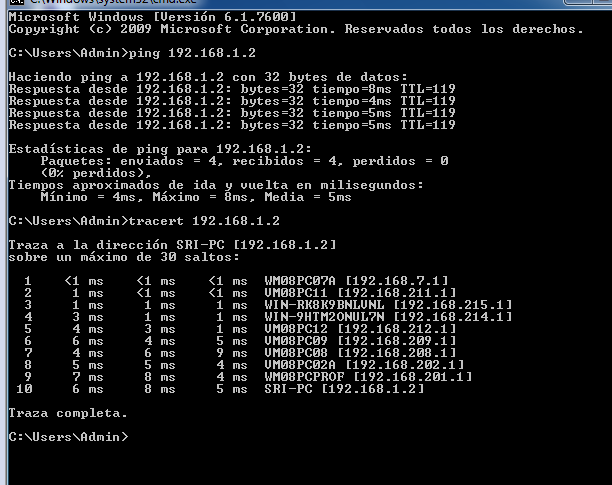 C:\Windows\system32\cmd.exe
Microsoft Windows [Versión 6.1.7600]
Copyright (c) 2009 Microsoft Corporation. Reservados todos los derechos.
C:\Users\Admin>ping 192.168.1.2
Haciendo ping a 192.168.1.2 con 32 bytes de datos:
Respuesta desde 192.168.1.2: bytes=32 tiempo=8ms TTL=119
Respuesta desde 192.168.1.2: bytes=32 tiempo=4ms TTL=119
Respuesta desde 192.168.1.2: bytes=32 tiempo=5ms TTL=119
Respuesta desde 192.168.1.2: bytes=32 tiempo=5ms TTL=119
Estadísticas de ping para 192.168.1.2:
Paquetes: enviados = 4, recibidos = 4, perdidos = 0
(0% perdidos),
Tiempos aproximados de ida y vuelta en milisegundos:
Mínimo = 4ms, Máximo = 8ms, Media = 5ms
C:\Users\Admin>tracert 192.168.1.2
Traza a la dirección SRI-PC [192.168.1.2]
sobre un máximo de 30 saltos:
1 <1 ms <1 ms <1 ms WM08PC07A [192.168.7.1]
2 <1 ms <1 ms <1 ms VM08PC11 [192.168.211.1]
3 1 ms 1 ms 1 ms WIN-RK8K9BNLVNL [192.168.215.1]
4 3 ms 1 ms 1 ms WIN-9HTM2ONUL7N [192.168.214.1]
5 4 ms 3 ms 1 ms VM08PC12 [192.168.212.1]
6 6 ms 4 ms 5 ms VM08PC09 [192.168.209.1]
7 4 ms 6 ms 9 ms VM08PC08 [192.168.208.1]
8 5 ms 5 ms 4 ms VM08PC02A [192.168.202.1]
9 7 ms 8 ms 4 ms WM08PCPROF [192.168.201.1]
10 6 ms 8 ms 5 ms SRI-PC [192.168.1.2]
Traza completa.
C:\Users\Admin>